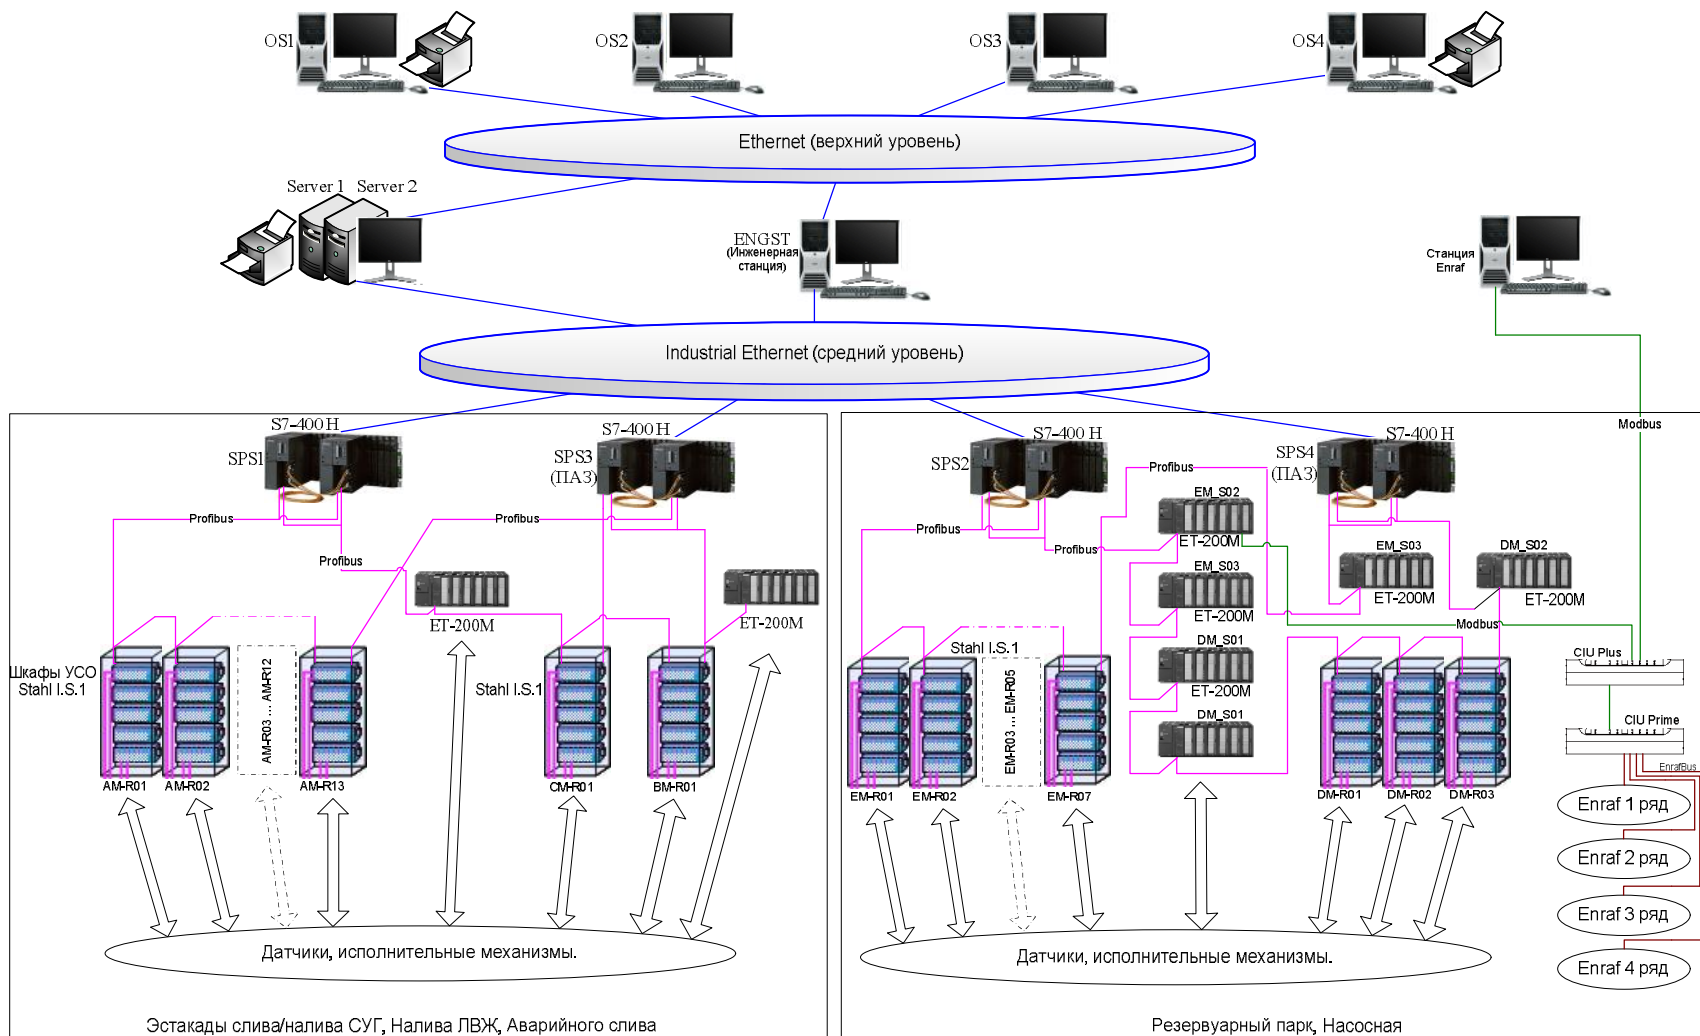 OS1
OS2
OS3
OS4
Ethernet (верхний уровень)
Server 1 Server 2
ENGST
(Инженерная
станция)
Станция
Enraf
Industrial Ethernet (средний уровень)
S7-400 H
SPS1
S7-400 H
SPS3
(ПАЗ)
S7-400 H
SPS2
S7-400 H
SPS4
(ПАЗ)
Modbus
Profibus
Profibus
Profibus
Profibus
Profibus
Profibus
EM_S02
ET-200M
EM_S03
ET-200M
DM_S01
ET-200M
DM_S01
EM_S03
ET-200M
DM_S02
ET-200M
ET-200M
ET-200M
Modbus
Шкафы УСО
Stahl I.S.1
Stahl I.S.1
Stahl I.S.1
AM-R03 ... AM-R12
EM-R03 ... EM-R05
CIU Plus
CIU Prime
EnrafBus
AM-R01
AM-R02
AM-R13
CM-R01
BM-R01
EM-R01
EM-R02
EM-R07
DM-R01
DM-R02
DM-R03
Enraf 1 ряд
Enraf 2 ряд
Enraf 3 ряд
Enraf 4 ряд
Датчики, исполнительные механизмы.
Датчики, исполнительные механизмы.
Эстакады слива/налива СУГ, Налива ЛВЖ, Аварийного слива
Резервуарный парк, Насосная